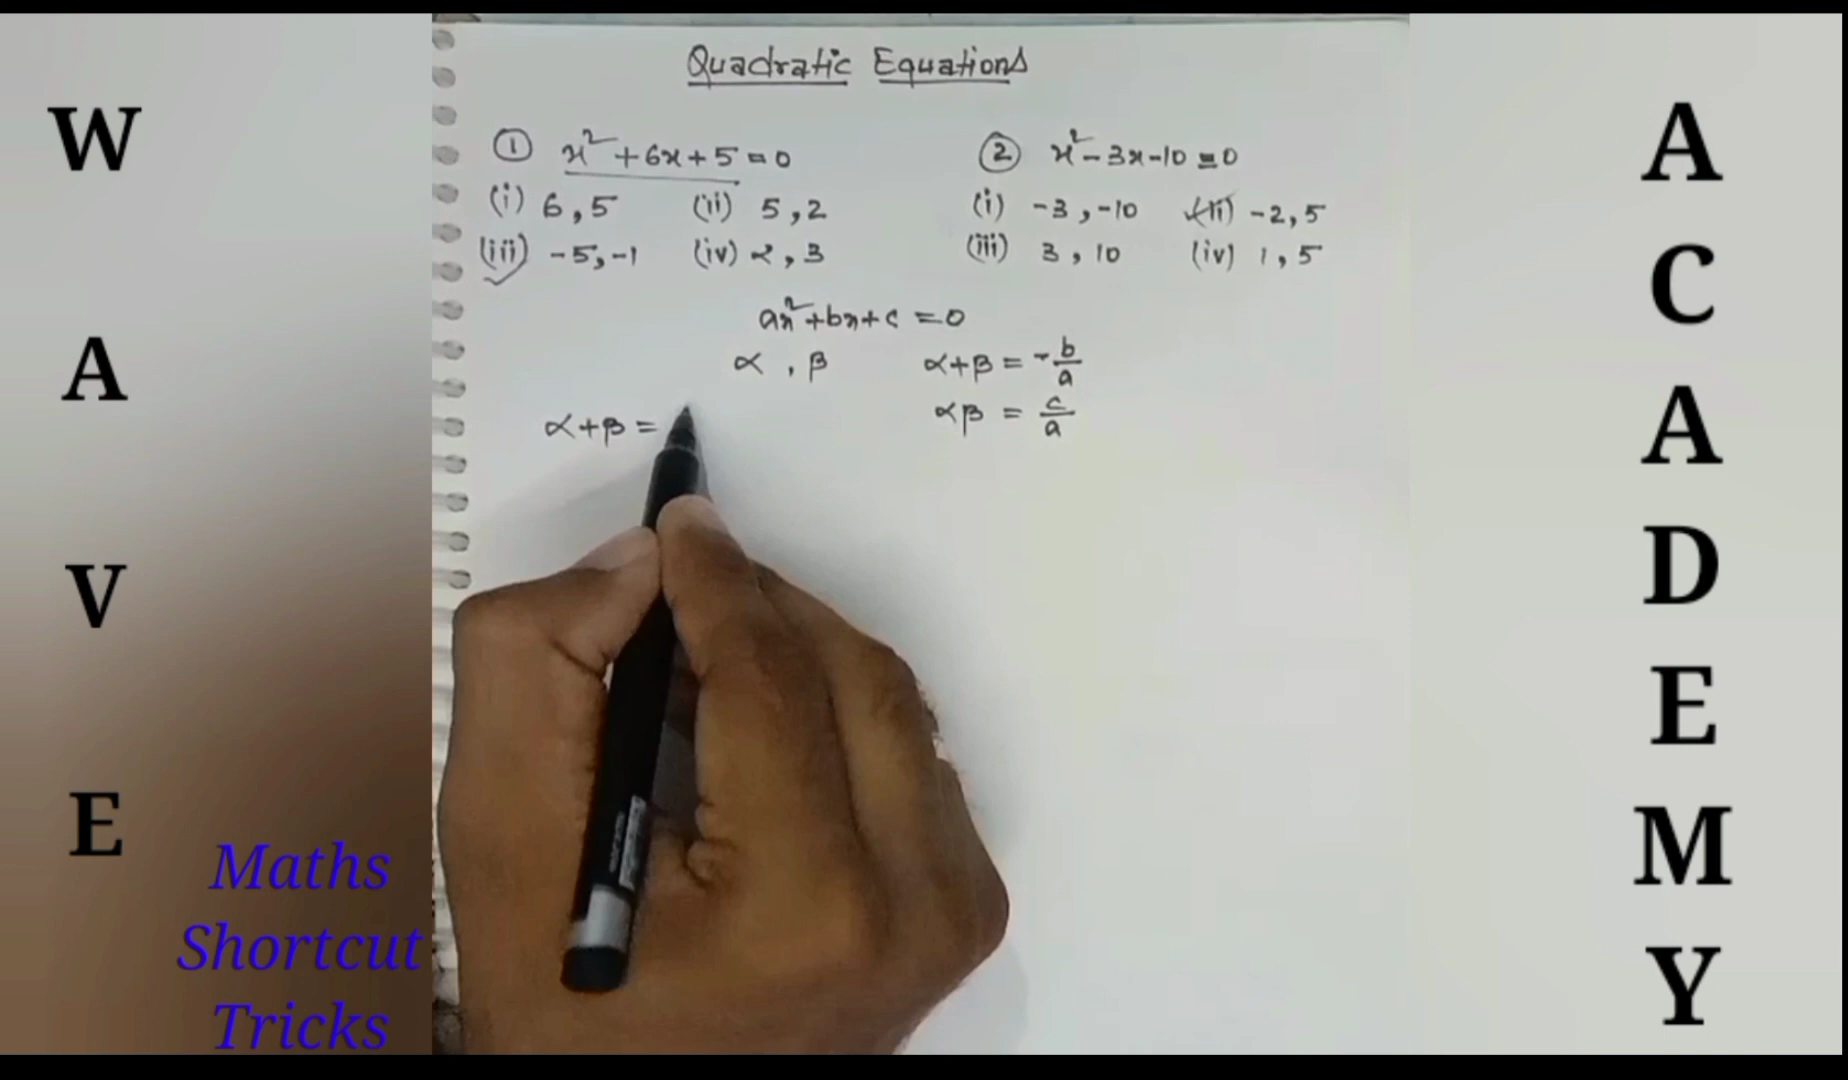 WAVE
Maths
Shortcut
Tricks
Quadratic Equations
① x² + 6x + 5 = 0
(i) 6, 5 (ii) 5, 2
(iii) -5, -1 (iv) 2, 3
② x² - 3x - 10 = 0
(i) -3, -10 (ii) -2, 5
(iii) 3, 10 (iv) 1, 5
ax² + bx + c = 0
α, β α+β = -b/a
αβ = c/a
α+β =
ACADEMY